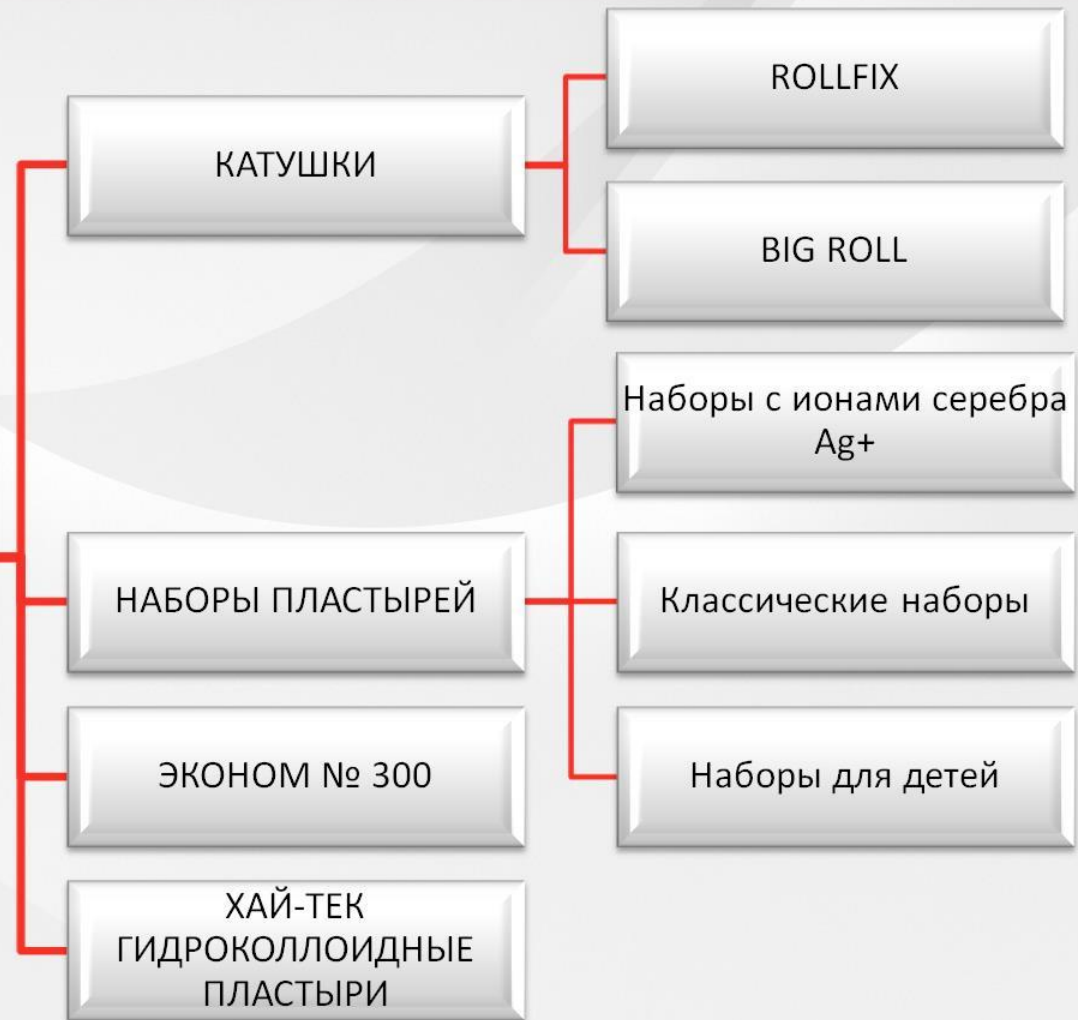 КАТУШКИ
ROLLFIX
BIG ROLL
НАБОРЫ ПЛАСТЫРЕЙ
Наборы с ионами серебра
Ag+
Классические наборы
Наборы для детей
ЭКОНОМ № 300
ХАЙ-ТЕК
ГИДРОКОЛЛОИДНЫЕ
ПЛАСТЫРИ